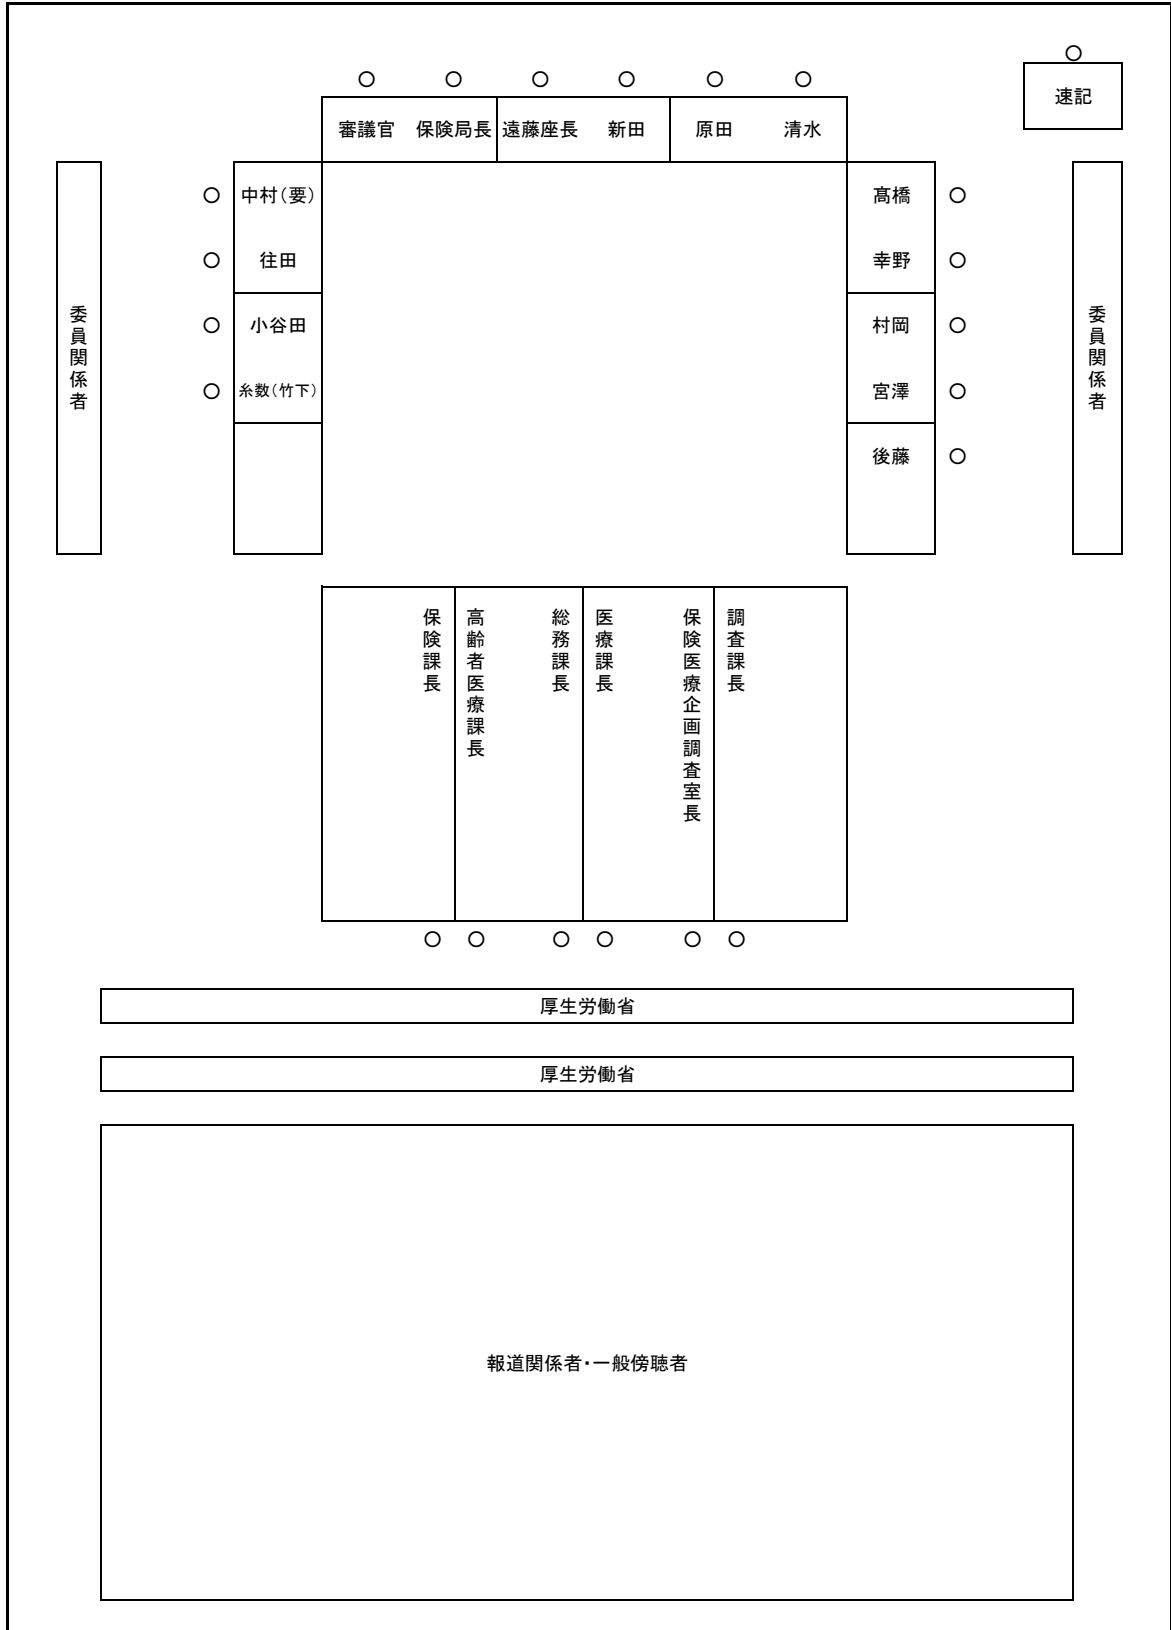 速記
審議官 保険局長 遠藤座長 新田 原田 清水
中村(要)
往田
小谷田
糸数(竹下)
髙橋
幸野
村岡
宮澤
後藤
委員関係者
委員関係者
保険課長
高齢者医療課長
総務課長
医療課長
保険医療企画調査室長
調査課長
厚生労働省
厚生労働省
報道関係者・一般傍聴者